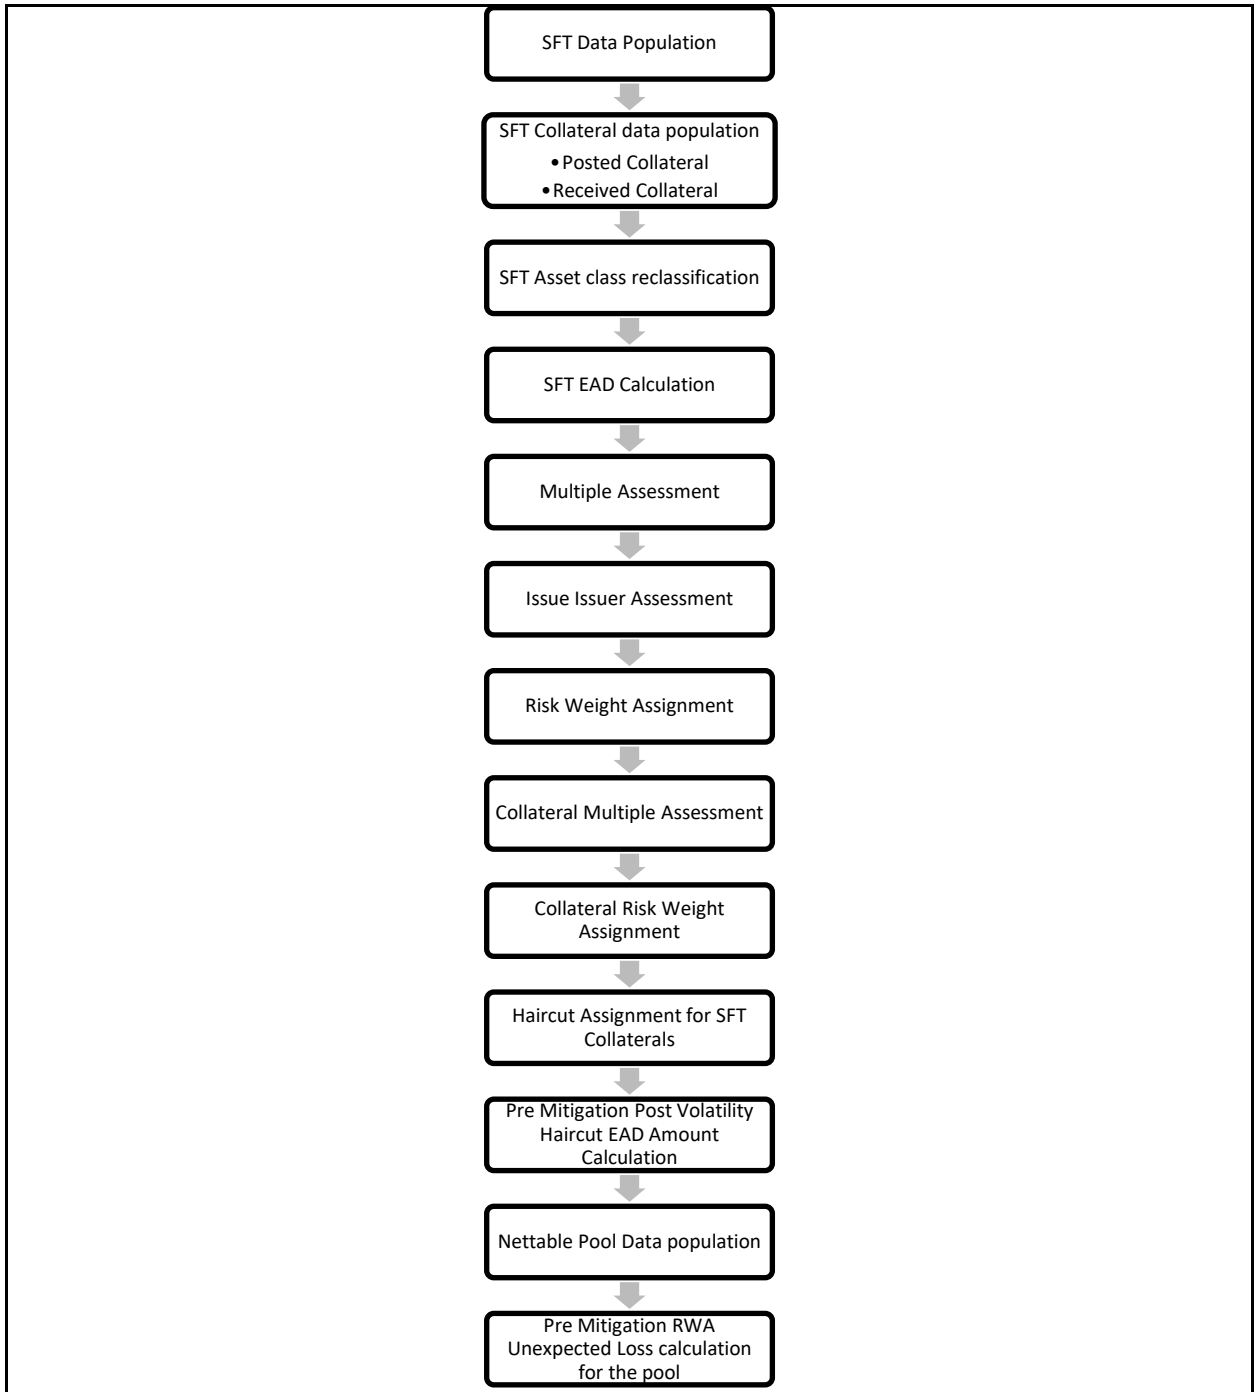 SFT Data Population
SFT Collateral data population
•Posted Collateral
•Received Collateral
SFT Asset class reclassification
SFT EAD Calculation
Multiple Assessment
Issue Issuer Assessment
Risk Weight Assignment
Collateral Multiple Assessment
Collateral Risk Weight
Assignment
Haircut Assignment for SFT
Collaterals
Pre Mitigation Post Volatility
Haircut EAD Amount
Calculation
Nettable Pool Data population
Pre Mitigation RWA
Unexpected Loss calculation
for the pool